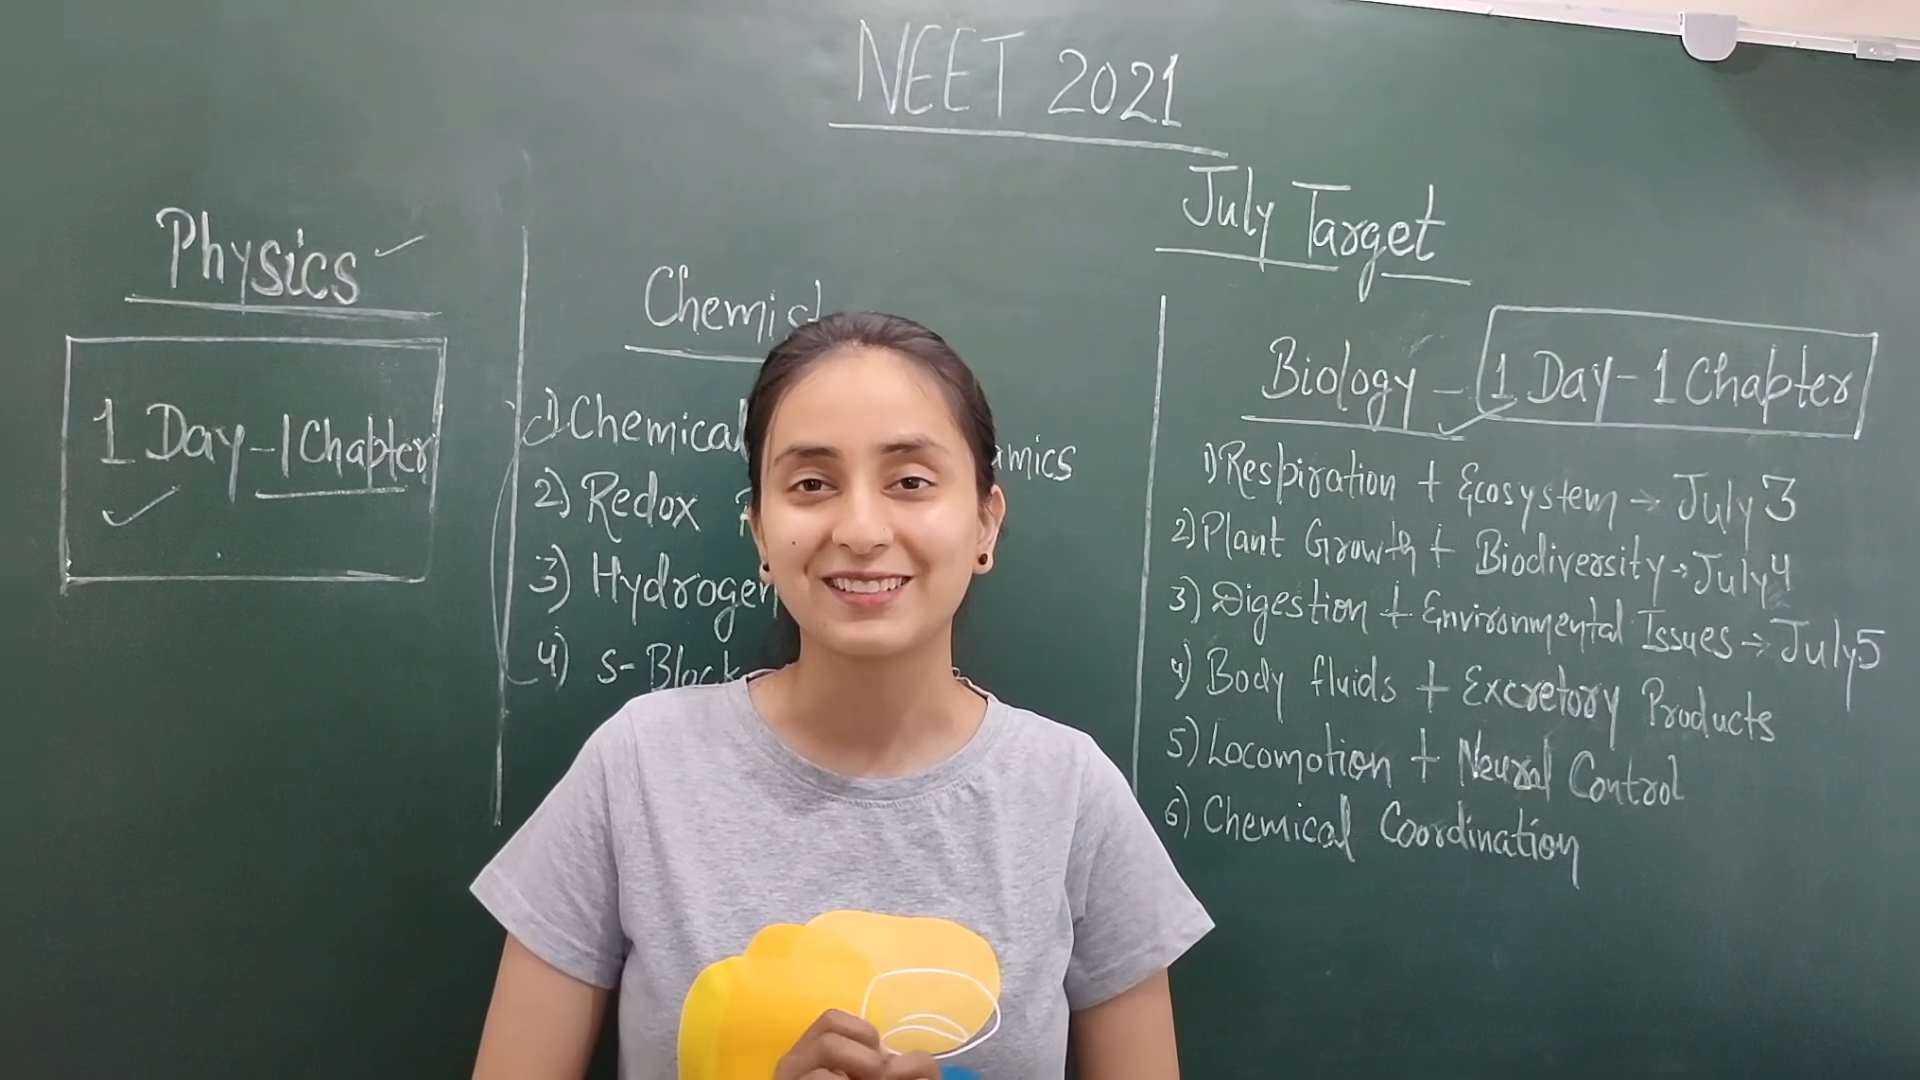 NEET 2021
July Target
Physics
1 Day - 1 Chapter
Chemist
1) Chemical
2) Redox
3) Hydrogen
4) s-Block
Biology - 1 Day - 1 Chapter
1) Respiration + Ecosystem → July 3
2) Plant Growth + Biodiversity → July 4
3) Digestion + Environmental Issues → July 5
4) Body fluids + Excretory Products
5) Locomotion + Neural Control
6) Chemical Coordination